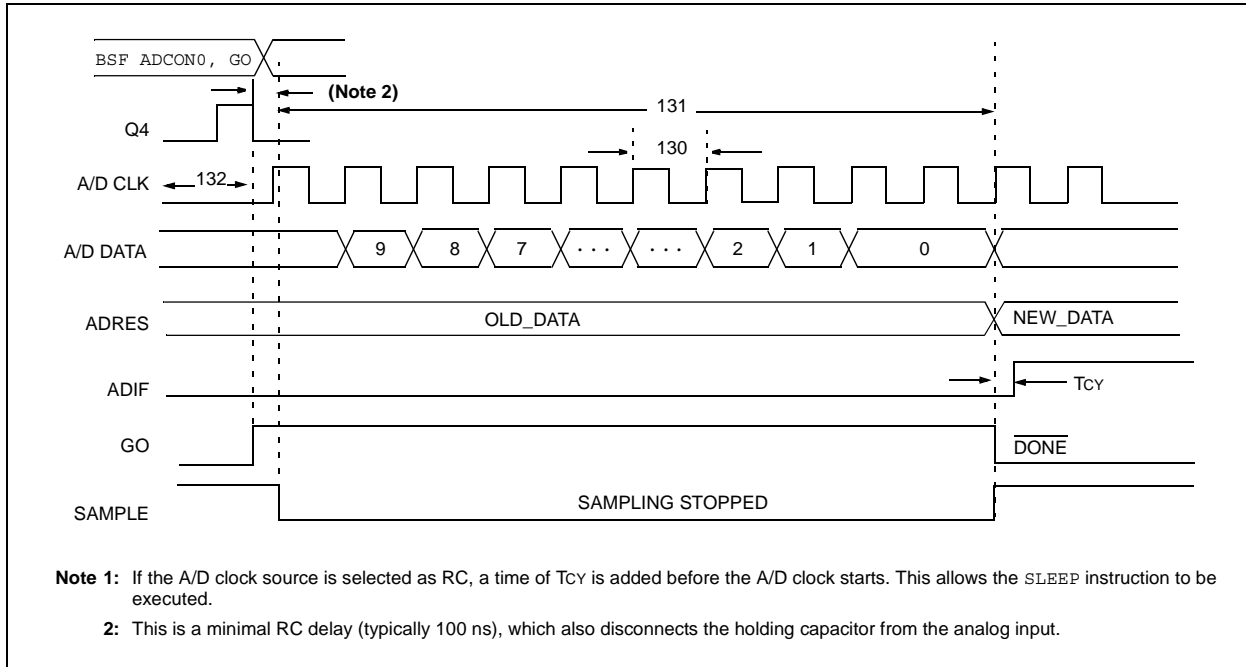 BSF ADCON0, GO
(Note 2)
131
Q4
130
A/D CLK
132
A/D DATA
9 8 7 · · · · · · 2 1 0
ADRES
OLD_DATA
NEW_DATA
ADIF
TCY
GO
DONE
SAMPLE
SAMPLING STOPPED
Note 1: If the A/D clock source is selected as RC, a time of TCY is added before the A/D clock starts. This allows the SLEEP instruction to be
executed.
2: This is a minimal RC delay (typically 100 ns), which also disconnects the holding capacitor from the analog input.